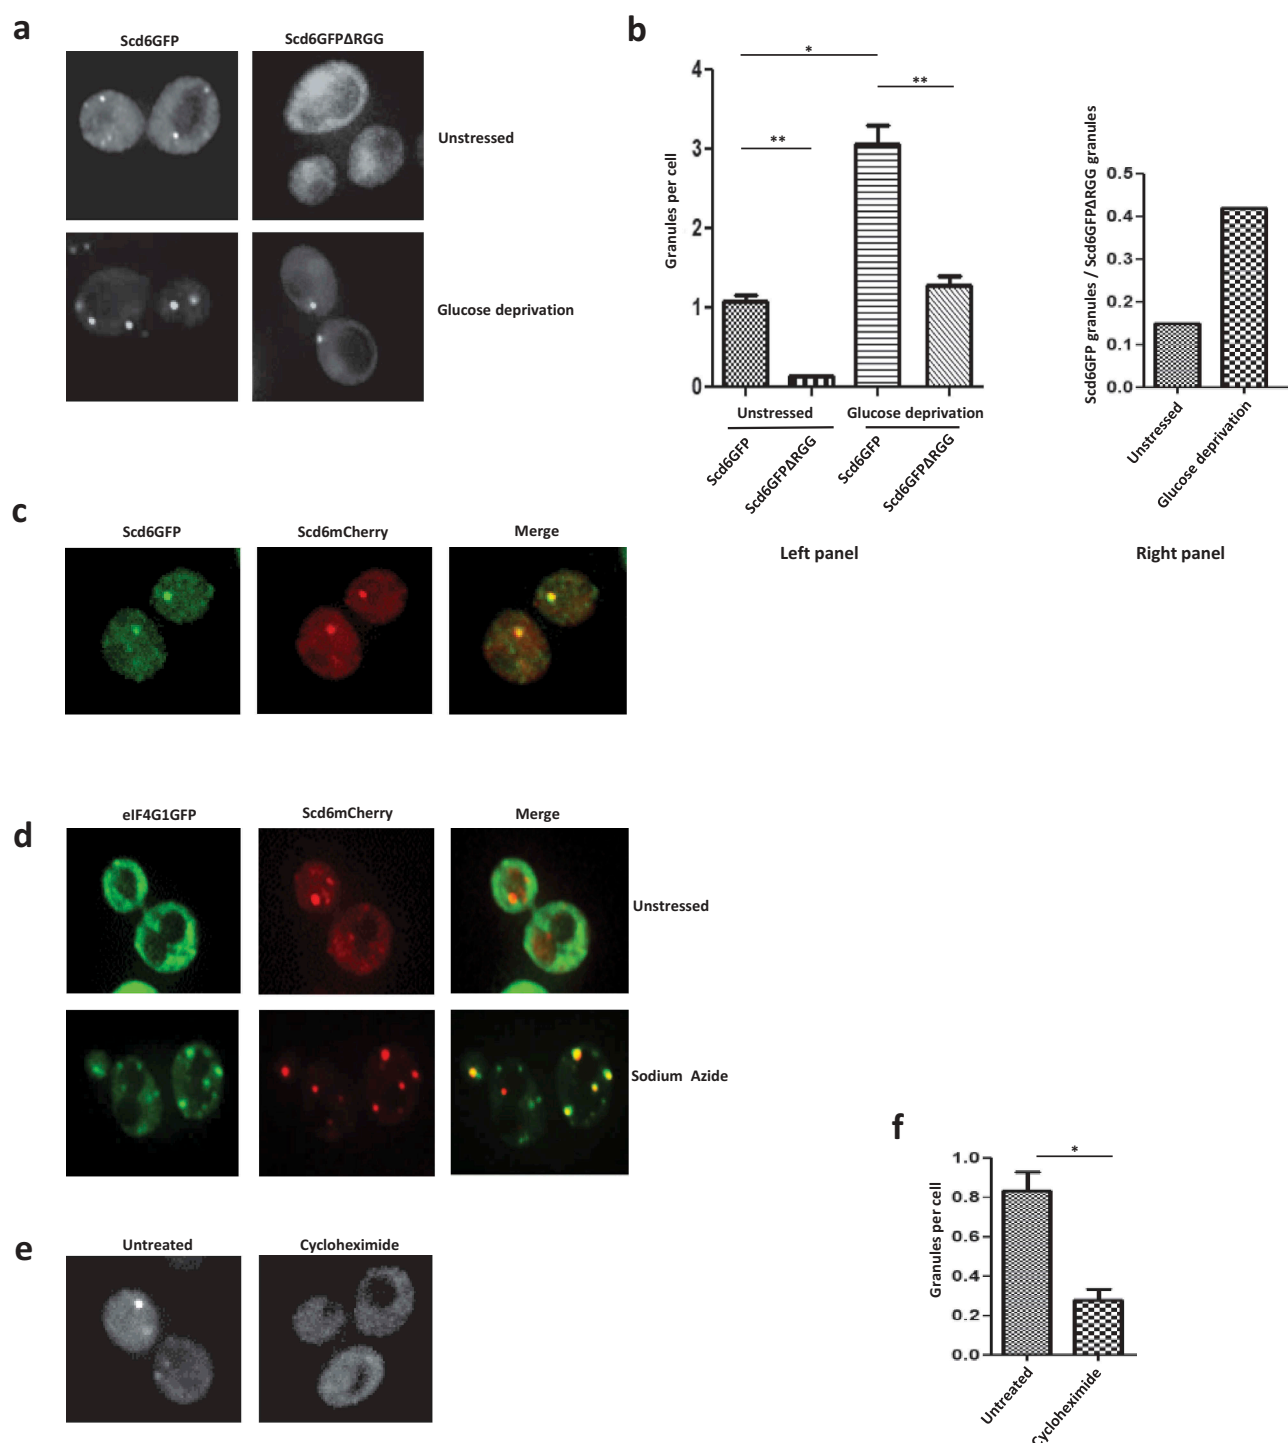 a
Scd6GFP
Scd6GFPΔRGG
Unstressed
Glucose deprivation
b
Granules per cell
4
3
2
1
0
*
**
**
Unstressed
Glucose deprivation
Scd6GFP
Scd6GFPΔRGG
Scd6GFP
Scd6GFPΔRGG
Left panel
Scd6GFP granules / Scd6GFPΔRGG granules
0.5
0.4
0.3
0.2
0.1
0.0
Unstressed
Glucose deprivation
Right panel
c
Scd6GFP
Scd6mCherry
Merge
d
eIF4G1GFP
Scd6mCherry
Merge
Unstressed
Sodium Azide
e
Untreated
Cycloheximide
f
Granules per cell
1.0
0.8
0.6
0.4
0.2
0.0
*
Untreated
Cycloheximide